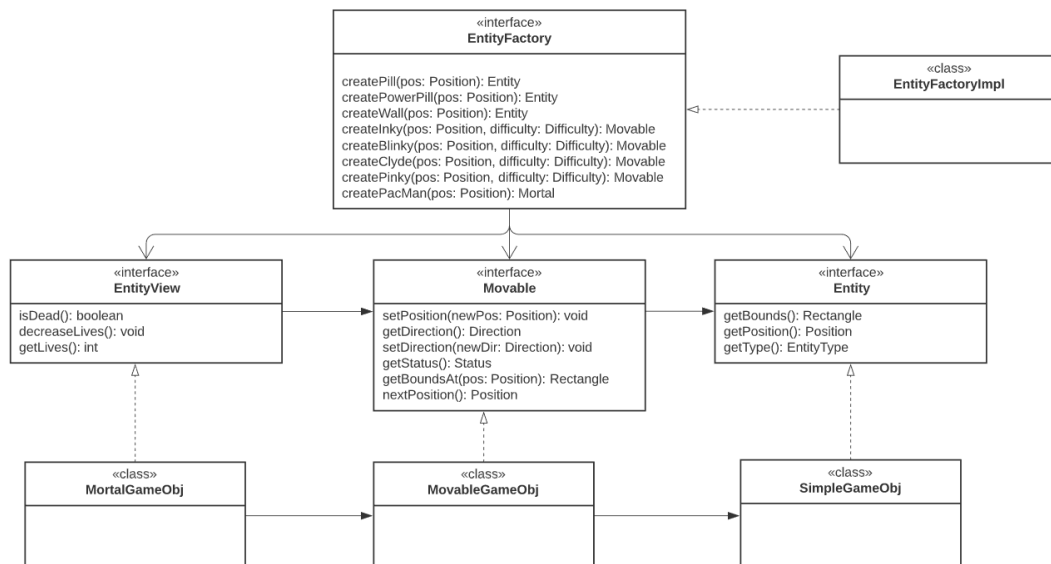 «interface»
EntityFactory
createPill(pos: Position): Entity
createPowerPill(pos: Position): Entity
createWall(pos: Position): Entity
createInky(pos: Position, difficulty: Difficulty): Movable
createBlinky(pos: Position, difficulty: Difficulty): Movable
createClyde(pos: Position, difficulty: Difficulty): Movable
createPinky(pos: Position, difficulty: Difficulty): Movable
createPacMan(pos: Position): Mortal
«class»
EntityFactoryImpl
«interface»
EntityView
isDead(): boolean
decreaseLives(): void
getLives(): int
«interface»
Movable
setPosition(newPos: Position): void
getDirection(): Direction
setDirection(newDir: Direction): void
getStatus(): Status
getBoundsAt(pos: Position): Rectangle
nextPosition(): Position
«interface»
Entity
getBounds(): Rectangle
getPosition(): Position
getType(): EntityType
«class»
MortalGameObj
«class»
MovableGameObj
«class»
SimpleGameObj